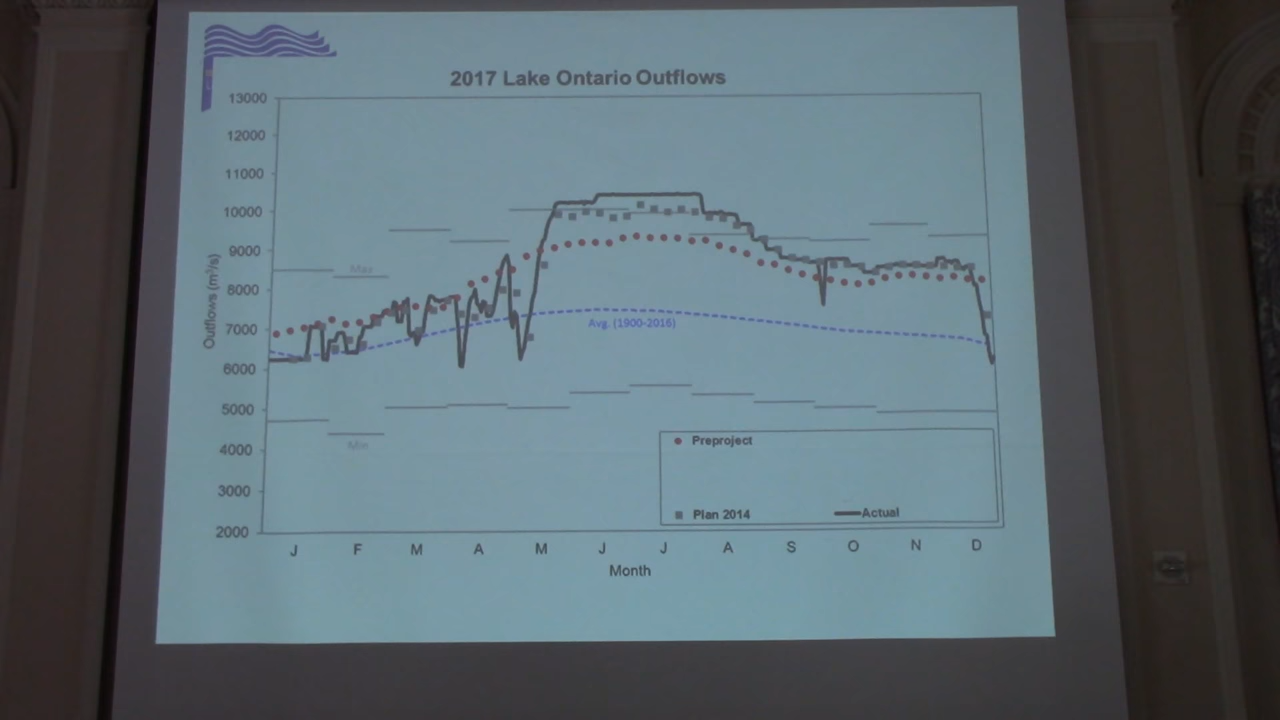 2017 Lake Ontario Outflows
13000
12000
11000
10000
9000
8000
7000
6000
5000
4000
3000
2000
Outflows (m³/s)
Max
Avg. (1900-2016)
Min
Preproject
Plan 2014
Actual
J F M A M J J A S O N D
Month